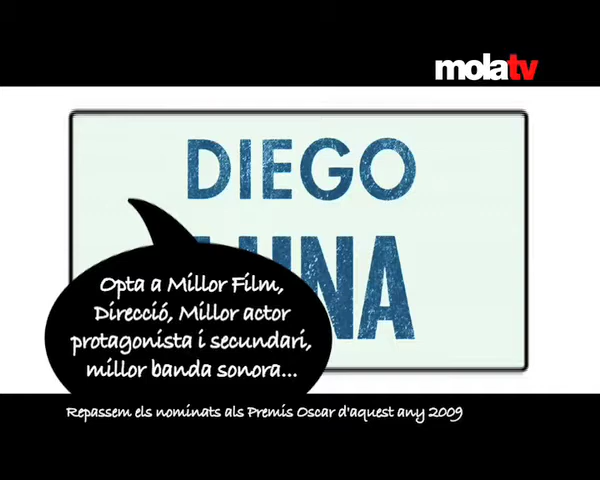 molatv
DIEGO
LUNA
Opta a Millor Film,
Direcció, Millor actor
protagonista i secundari,
millor banda sonora...
Repassem els nominats als Premis Oscar d'aquest any 2009